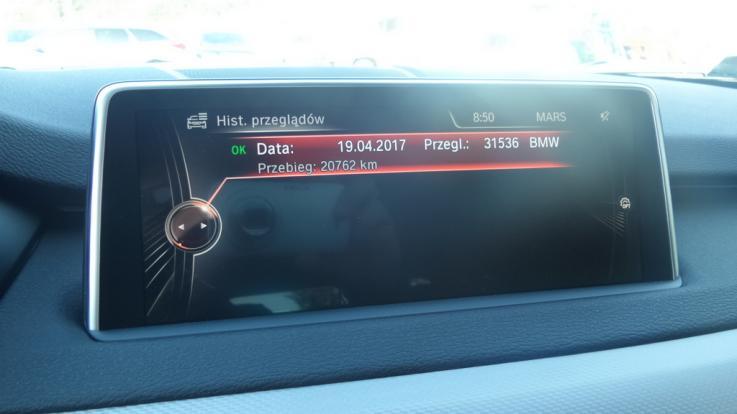 Hist. przeglądów 8:50 MARS
OK Data: 19.04.2017 Przegl.: 31536 BMW
Przebieg: 20762 km